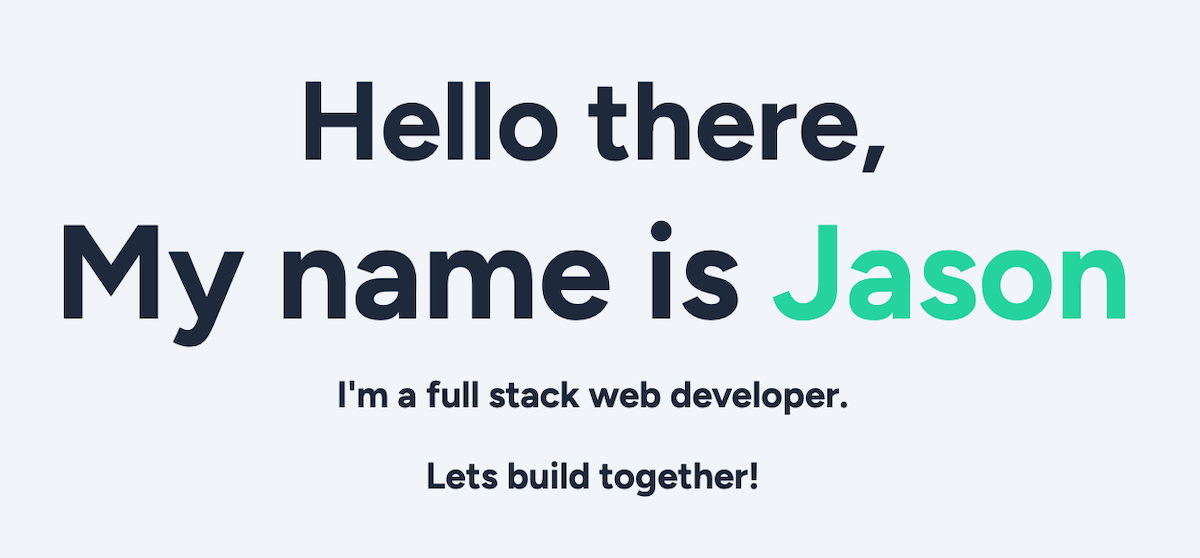 Hello there,
My name is Jason
I'm a full stack web developer.
Lets build together!